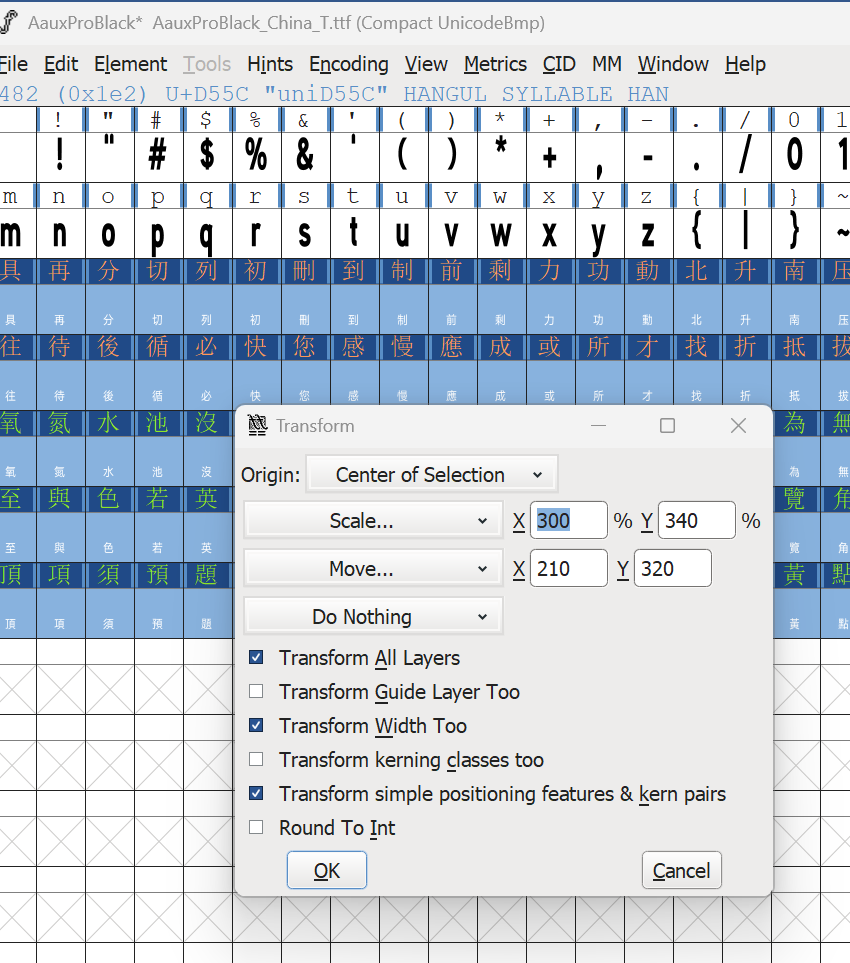 AauxProBlack* AauxProBlack_China_T.ttf (Compact UnicodeBmp)
File Edit Element Tools Hints Encoding View Metrics CID MM Window Help
482 (0x1e2) U+D55C "uniD55C" HANGUL SYLLABLE HAN
! " # $ % & ' ( ) * + , - . / 0 1
! " # $ % & ' ( ) * + , - . / 0 1
m n o p q r s t u v w x y z { | } ~
m n o p q r s t u v w x y z { | } ~
具 再 分 切 列 初 刪 到 制 前 剩 力 功 動 北 升 南 压
具 再 分 切 列 初 刪 到 制 前 剩 力 功 動 北 升 南 压
往 待 後 循 必 快 您 感 慢 應 成 或 所 才 找 折 抵 拔
往 待 後 循 必 快 您 感 慢 應 成 或 所 才 找 折 抵 拔
氧 氮 水 池 沒 為 無
氧 氮 水 池 沒 為 無
至 與 色 若 英 覽 角
至 與 色 若 英 覽 角
頂 項 須 預 題 黃 點
頂 項 須 預 題 黃 點
Transform
Origin: Center of Selection
Scale... X 300 % Y 340 %
Move... X 210 Y 320
Do Nothing
Transform All Layers
Transform Guide Layer Too
Transform Width Too
Transform kerning classes too
Transform simple positioning features & kern pairs
Round To Int
OK Cancel